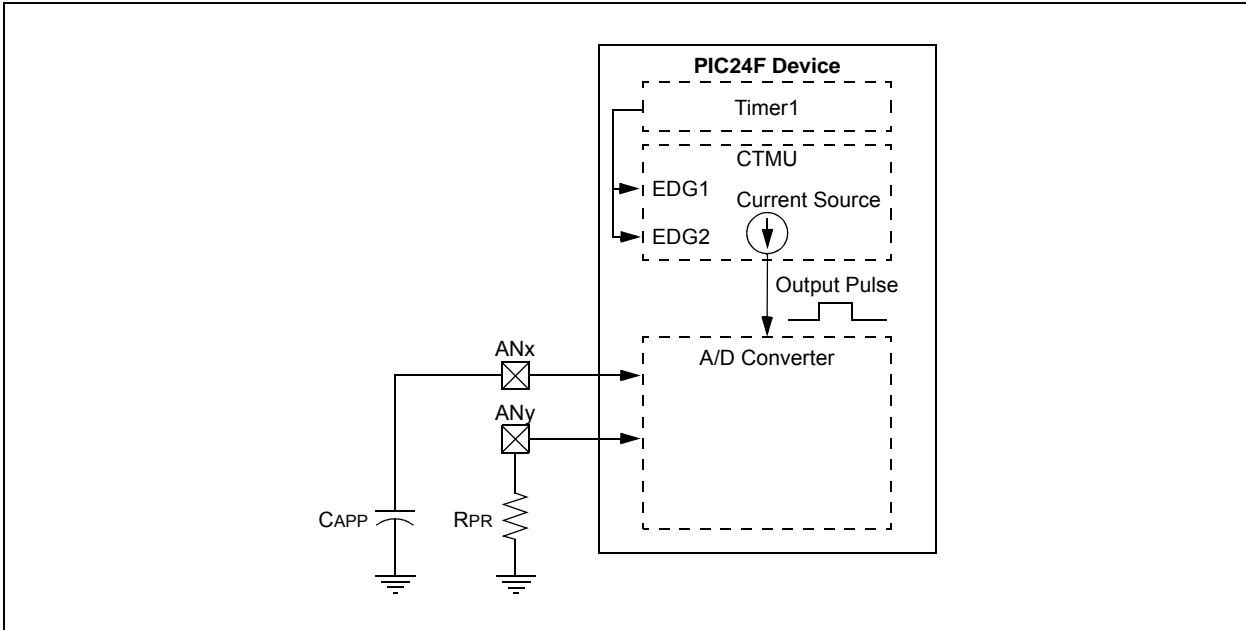 PIC24F Device
Timer1
CTMU
EDG1
Current Source
EDG2
Output Pulse
ANx
A/D Converter
ANy
CAPP
RPR